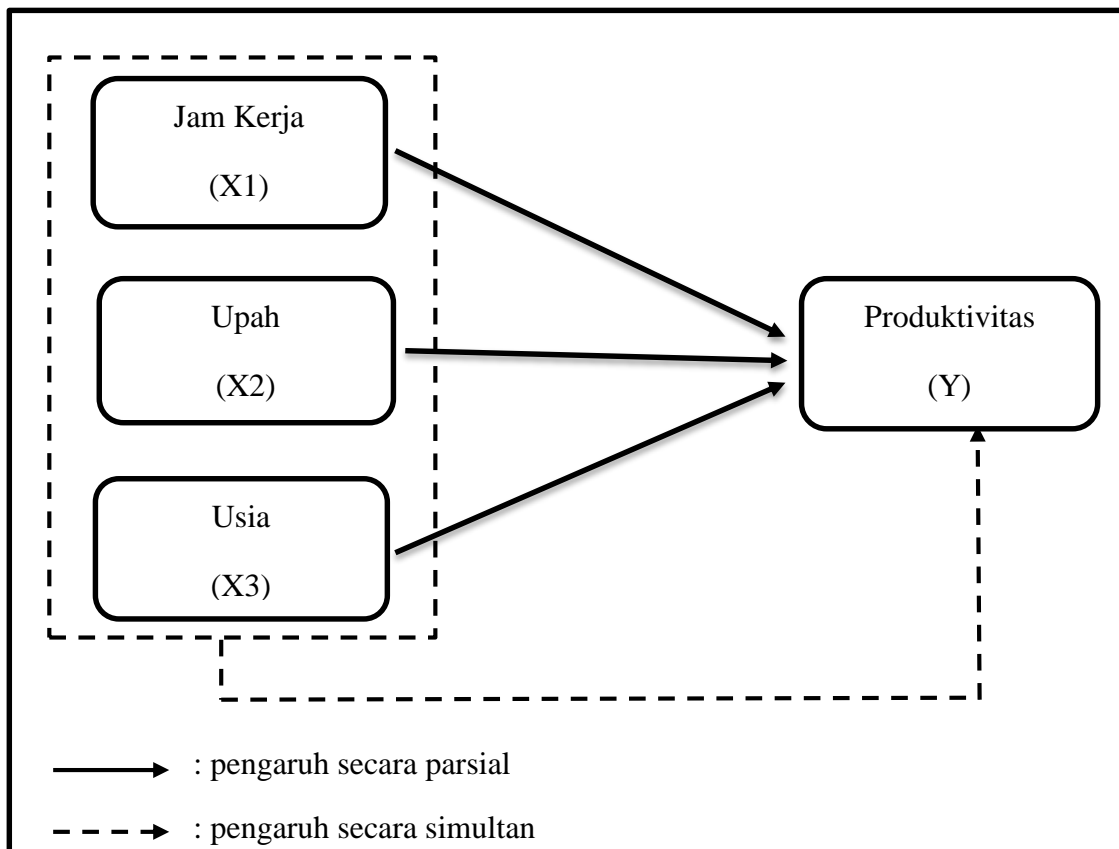 Jam Kerja
(X1)
Upah
(X2)
Usia
(X3)
Produktivitas
(Y)
: pengaruh secara parsial
: pengaruh secara simultan